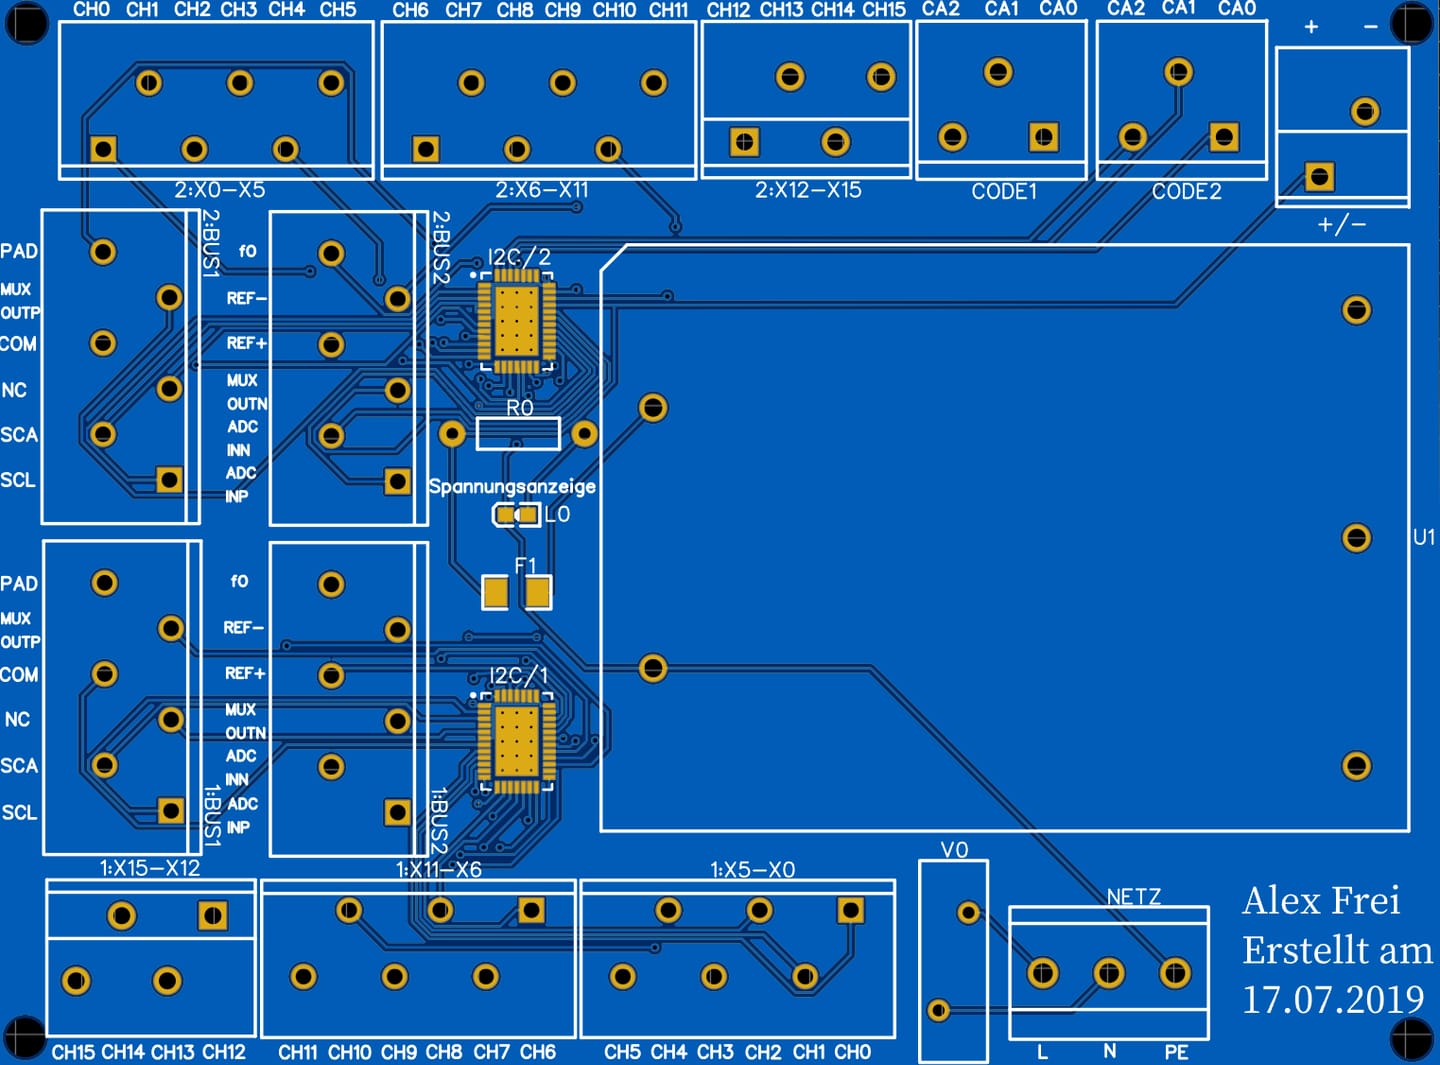 CH0 CH1 CH2 CH3 CH4 CH5 CH6 CH7 CH8 CH9 CH10 CH11 CH12 CH13 CH14 CH15 CA2 CA1 CA0 CA2 CA1 CA0
+ -
2:X0-X5 2:X6-X11 2:X12-X15 CODE1 CODE2
+/-
2:BUS1
2:BUS2
PAD f0
I2C/2
MUX REF-
OUTP
COM REF+
MUX
NC OUTN
R0
SCA ADC
INN
SCL ADC
INP
Spannungsanzeige
L0
U1
F1
PAD f0
MUX REF-
OUTP
COM REF+
I2C/1
MUX
NC OUTN
SCA ADC
INN
SCL ADC
INP
1:BUS1
1:BUS2
V0
1:X15-X12 1:X11-X6 1:X5-X0
NETZ
Alex Frei
Erstellt am
17.07.2019
CH15 CH14 CH13 CH12 CH11 CH10 CH9 CH8 CH7 CH6 CH5 CH4 CH3 CH2 CH1 CH0 L N PE